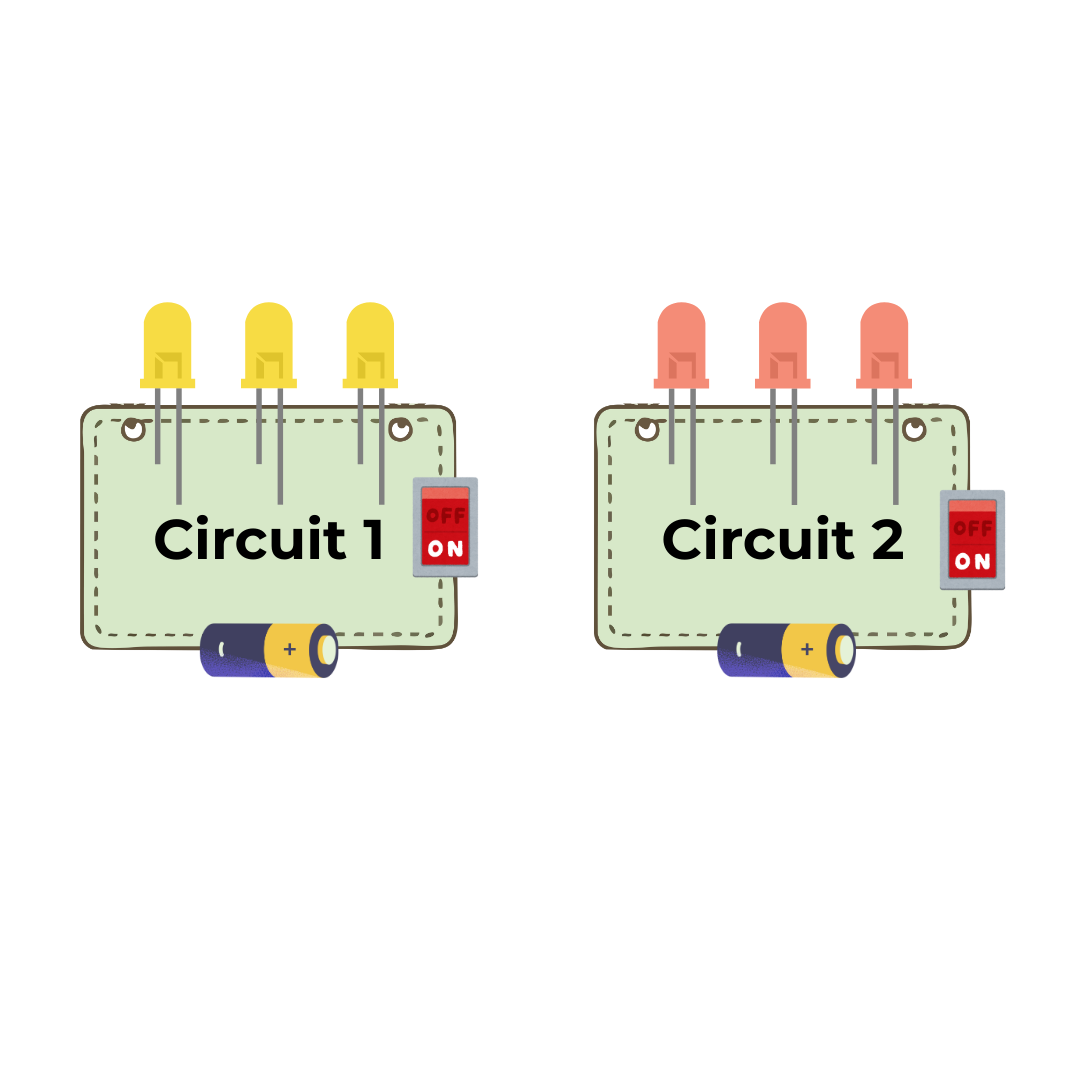 Circuit 1
OFF
ON
+
Circuit 2
OFF
ON
+